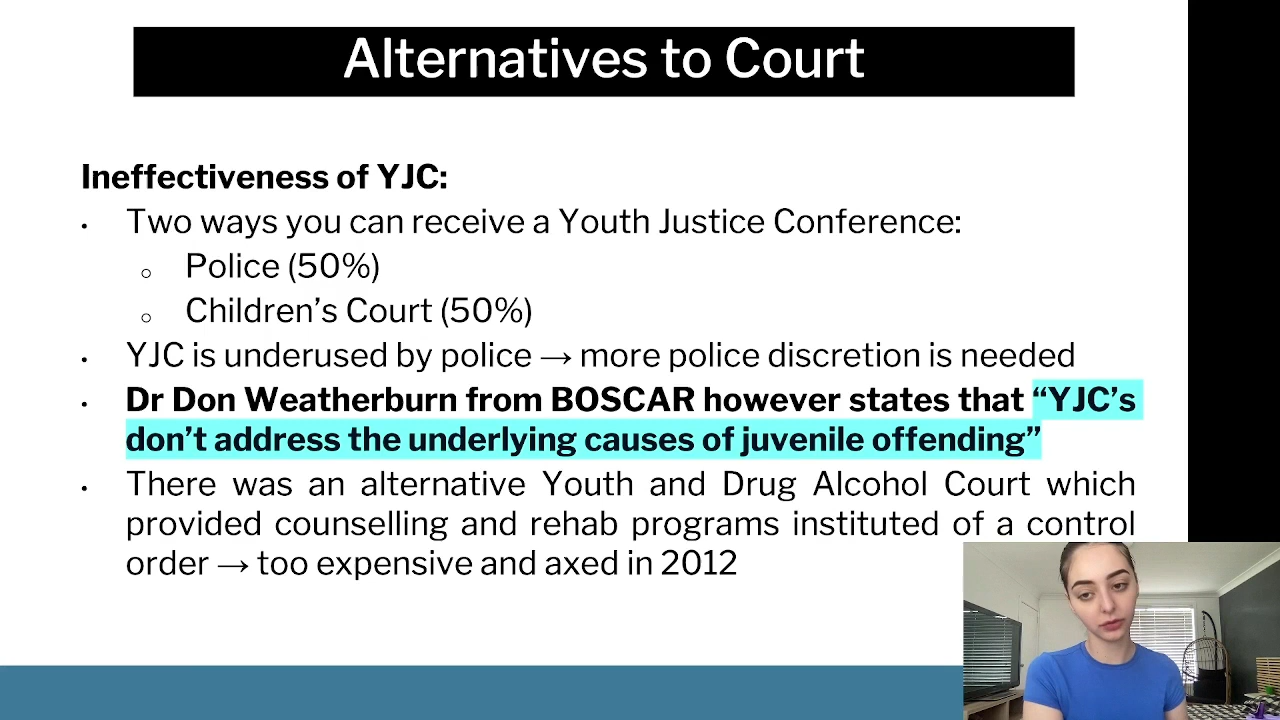 Alternatives to Court
Ineffectiveness of YJC:
• Two ways you can receive a Youth Justice Conference:
○ Police (50%)
○ Children’s Court (50%)
• YJC is underused by police → more police discretion is needed
• Dr Don Weatherburn from BOSCAR however states that “YJC’s
don’t address the underlying causes of juvenile offending”
• There was an alternative Youth and Drug Alcohol Court which
provided counselling and rehab programs instituted of a control
order → too expensive and axed in 2012